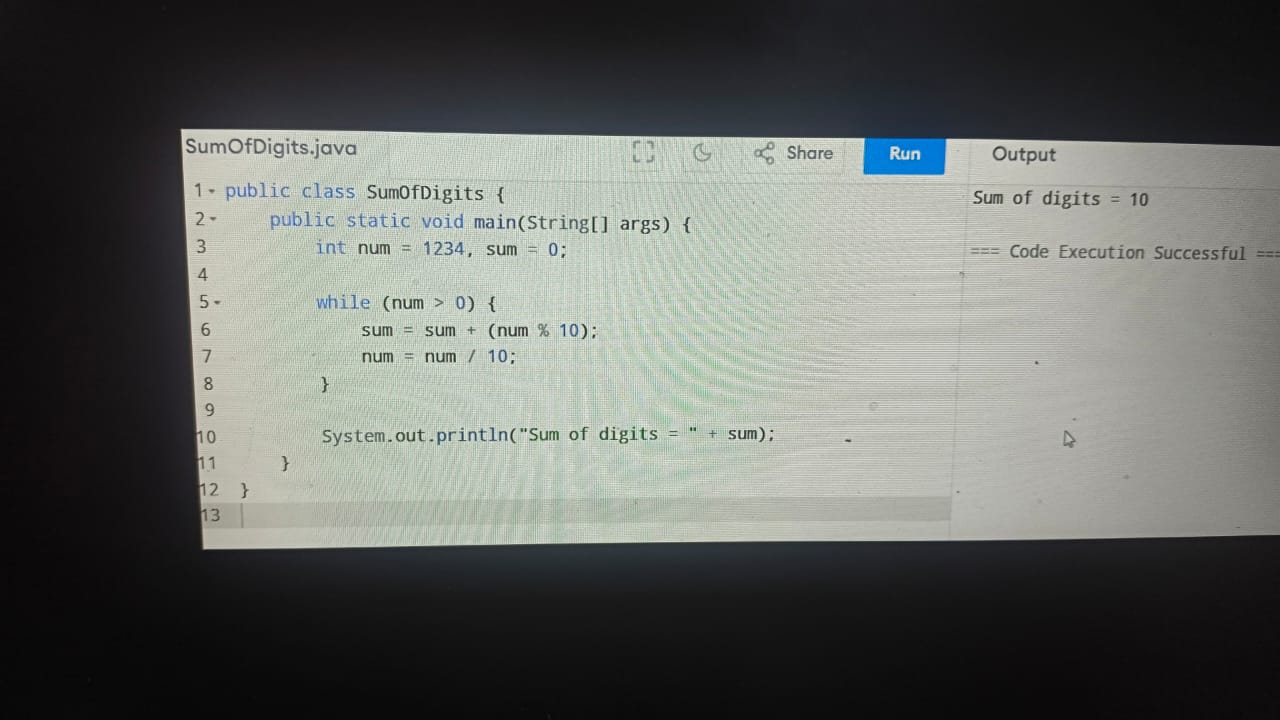 SumOfDigits.java
Share
Run
Output
1 public class SumOfDigits {
2 public static void main(String[] args) {
3 int num = 1234, sum = 0;
4
5 while (num > 0) {
6 sum = sum + (num % 10);
7 num = num / 10;
8 }
9
10 System.out.println("Sum of digits = " + sum);
11 }
12 }
13
Sum of digits = 10
=== Code Execution Successful ===